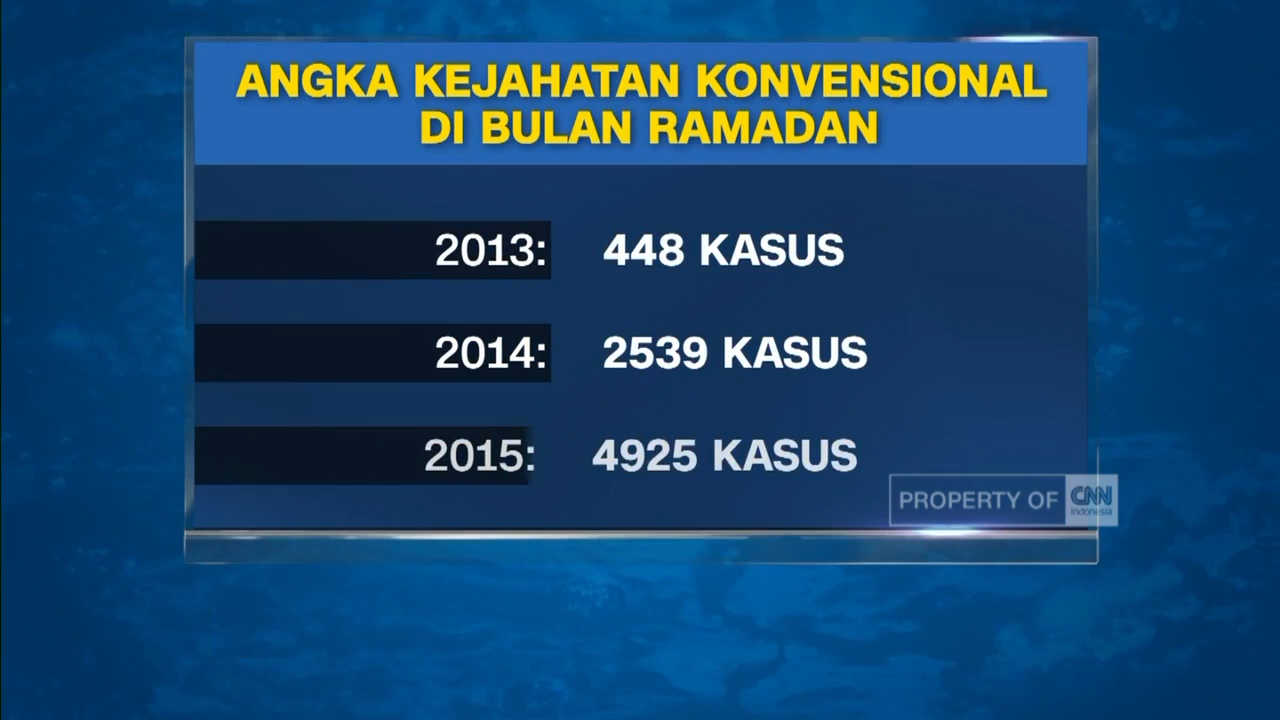 ANGKA KEJAHATAN KONVENSIONAL
DI BULAN RAMADAN
2013: 448 KASUS
2014: 2539 KASUS
2015: 4925 KASUS
PROPERTY OF CNN
Indonesia